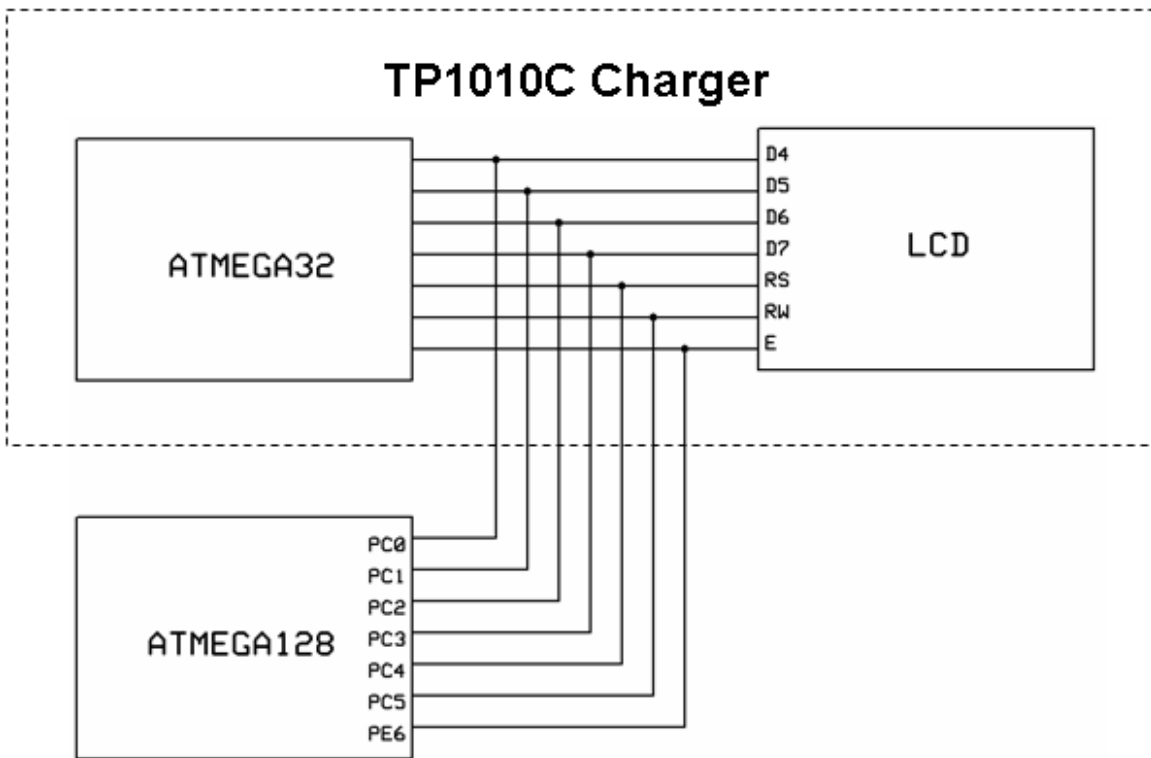 TP1010C Charger
ATMEGA32
D4
D5
D6
D7
RS
RW
E
LCD
ATMEGA128
PC0
PC1
PC2
PC3
PC4
PC5
PE6